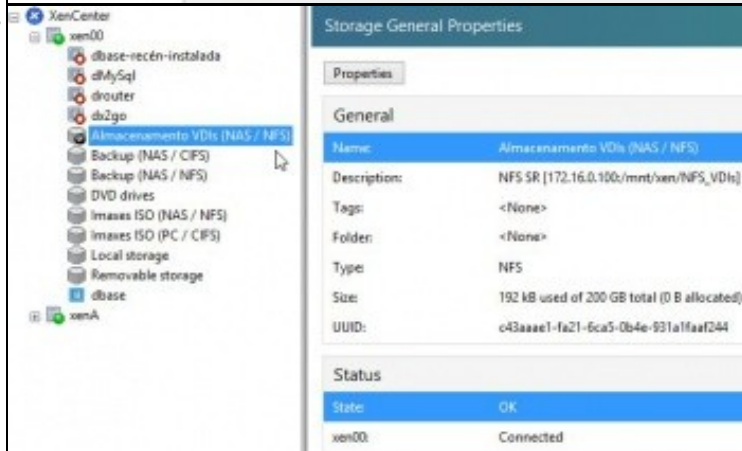 XenCenter
xen00
dbase-recén-instalada
dMySql
drouter
dx2go
Almacenamento VDIs (NAS / NFS)
Backup (NAS / CIFS)
Backup (NAS / NFS)
DVD drives
Imaxes ISO (NAS / NFS)
Imaxes ISO (PC / CIFS)
Local storage
Removable storage
dbase
xenA
Storage General Properties
Properties
General
Name: Almacenamento VDIs (NAS / NFS)
Description: NFS SR [172.16.0.100:/mnt/xen/NFS_VDIs]
Tags: <None>
Folder: <None>
Type: NFS
Size: 192 kB used of 200 GB total (0 B allocated)
UUID: c43aaae1-fa21-6ca5-0b4e-931a1faaf244
Status
State: OK
xen00: Connected